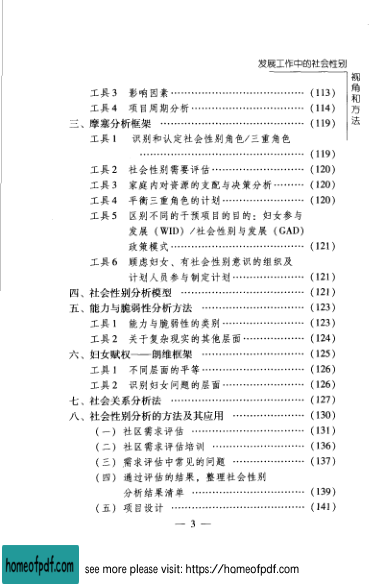 发展工作中的社会性别
视角和方法
工具3 影响因素………………………………(113)
工具4 项目周期分析…………………………(114)
三、摩塞分析框架 ………………………………(119)
工具1 识别和认定社会性别角色/三重角色
………………………………………(119)
工具2 社会性别需要评估……………………(120)
工具3 家庭内对资源的支配与决策分析………(120)
工具4 平衡三重角色的计划…………………(120)
工具5 区别不同的干预项目的目的：妇女参与
发展（WID）/社会性别与发展（GAD）
政策模式………………………………(121)
工具6 顾虑妇女、有社会性别意识的组织及
计划人员参与制定计划………………(121)
四、社会性别分析模型 …………………………(121)
五、能力与脆弱性分析方法 ……………………(123)
工具1 能力与脆弱性的类别…………………(123)
工具2 关于复杂现实的其他层面……………(124)
六、妇女赋权——朗维框架 ……………………(125)
工具1 不同层面的平等………………………(126)
工具2 识别妇女问题的层面…………………(126)
七、社会关系分析法 ……………………………(127)
八、社会性别分析的方法及其应用 ……………(130)
（一）社区需求评估 …………………………(131)
（二）社区需求评估培训 ……………………(136)
（三）需求评估中常见的问题 ………………(137)
（四）通过评估的结果，整理社会性别
分析结果清单 …………………………(139)
（五）项目设计 ………………………………(141)
— 3 —
homeofpdf.com
see more please visit: https://homeofpdf.com